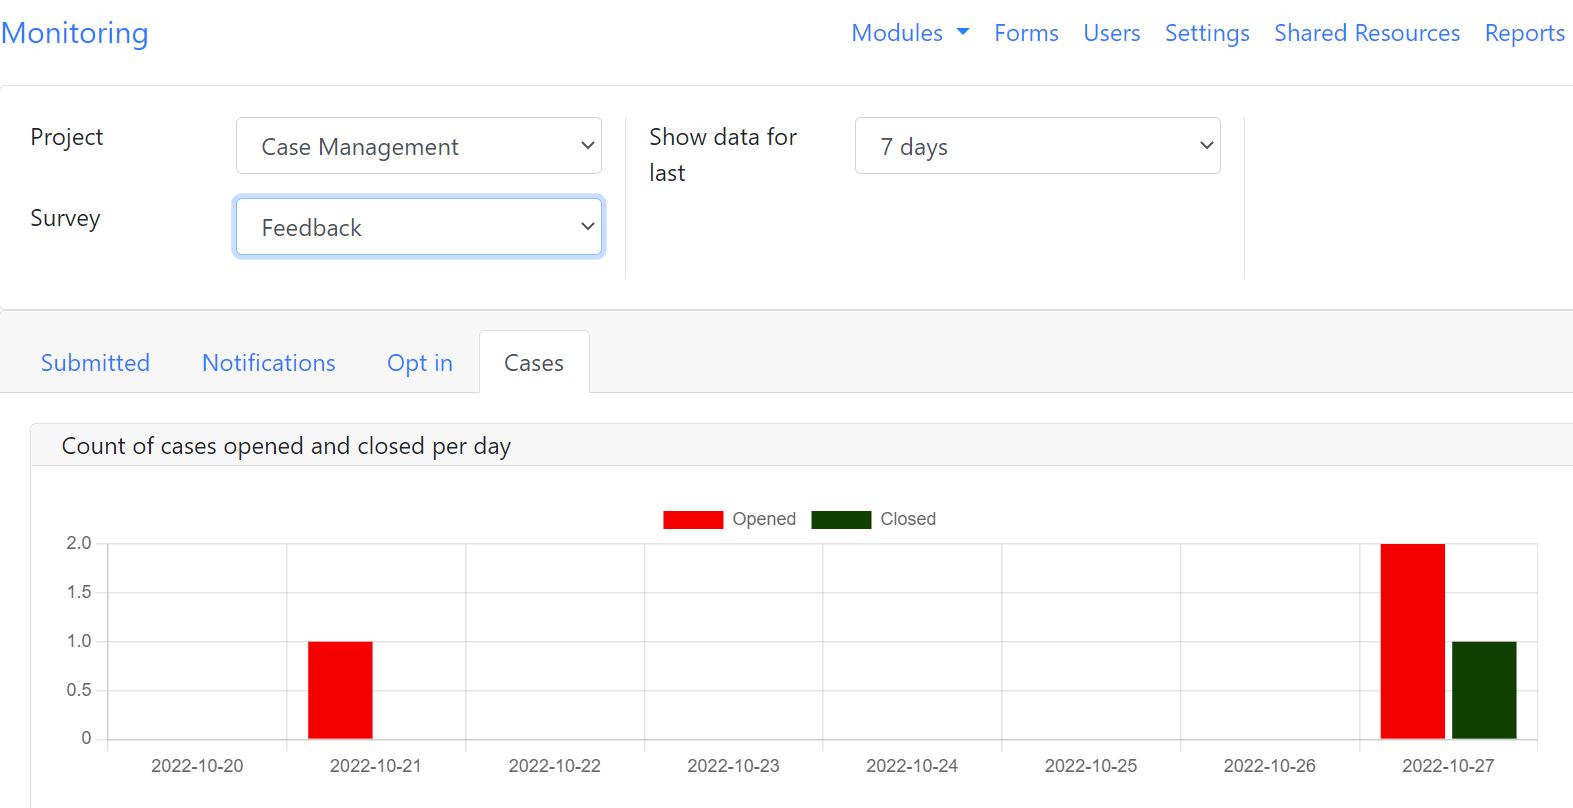 Monitoring
Modules Forms Users Settings Shared Resources Reports
Project
Case Management
Show data for
last
7 days
Survey
Feedback
Submitted Notifications Opt in Cases
Count of cases opened and closed per day
Opened Closed
2.0
1.5
1.0
0.5
0
2022-10-20 2022-10-21 2022-10-22 2022-10-23 2022-10-24 2022-10-25 2022-10-26 2022-10-27